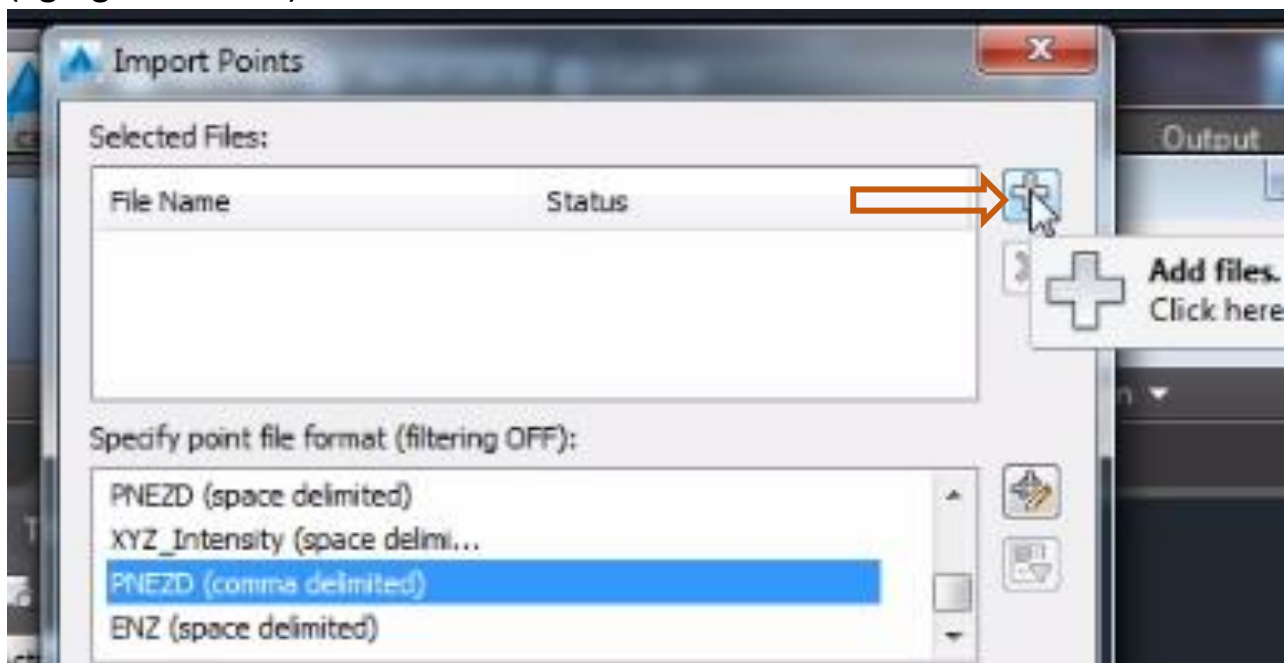 Import Points
Selected Files:
Output
File Name Status
Add files.
Click here
Specify point file format (filtering OFF):
PNEZD (space delimited)
XYZ_Intensity (space delimi...
PNEZD (comma delimited)
ENZ (space delimited)